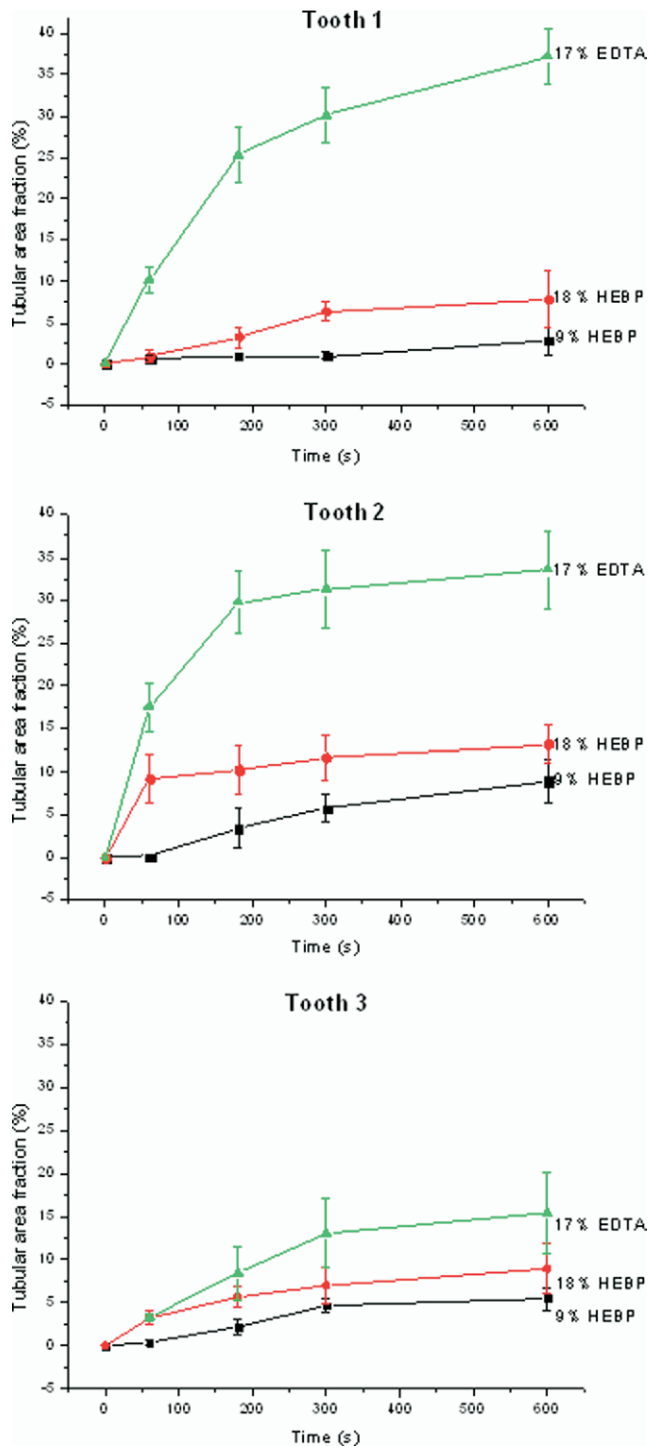 Tooth 1
40
35
30
25
20
15
10
5
0
-5
Tubular area fraction (%)
17 % EDTA
18 % HEBP
9 % HEBP
0 100 200 300 400 500 600
Time (s)
Tooth 2
40
35
30
25
20
15
10
5
0
-5
Tubular area fraction (%)
17 % EDTA
18 % HEBP
9 % HEBP
0 100 200 300 400 500 600
Time (s)
Tooth 3
40
35
30
25
20
15
10
5
0
-5
Tubular area fraction (%)
17 % EDTA
18 % HEBP
9 % HEBP
0 100 200 300 400 500 600
Time (s)